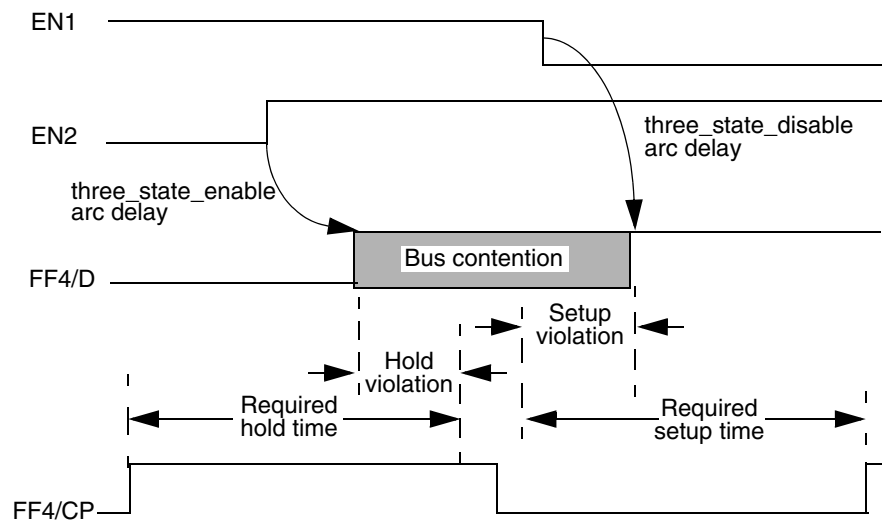 EN1
EN2
three_state_disable
arc delay
three_state_enable
arc delay
Bus contention
FF4/D
Setup
violation
Hold
violation
Required
hold time
Required
setup time
FF4/CP